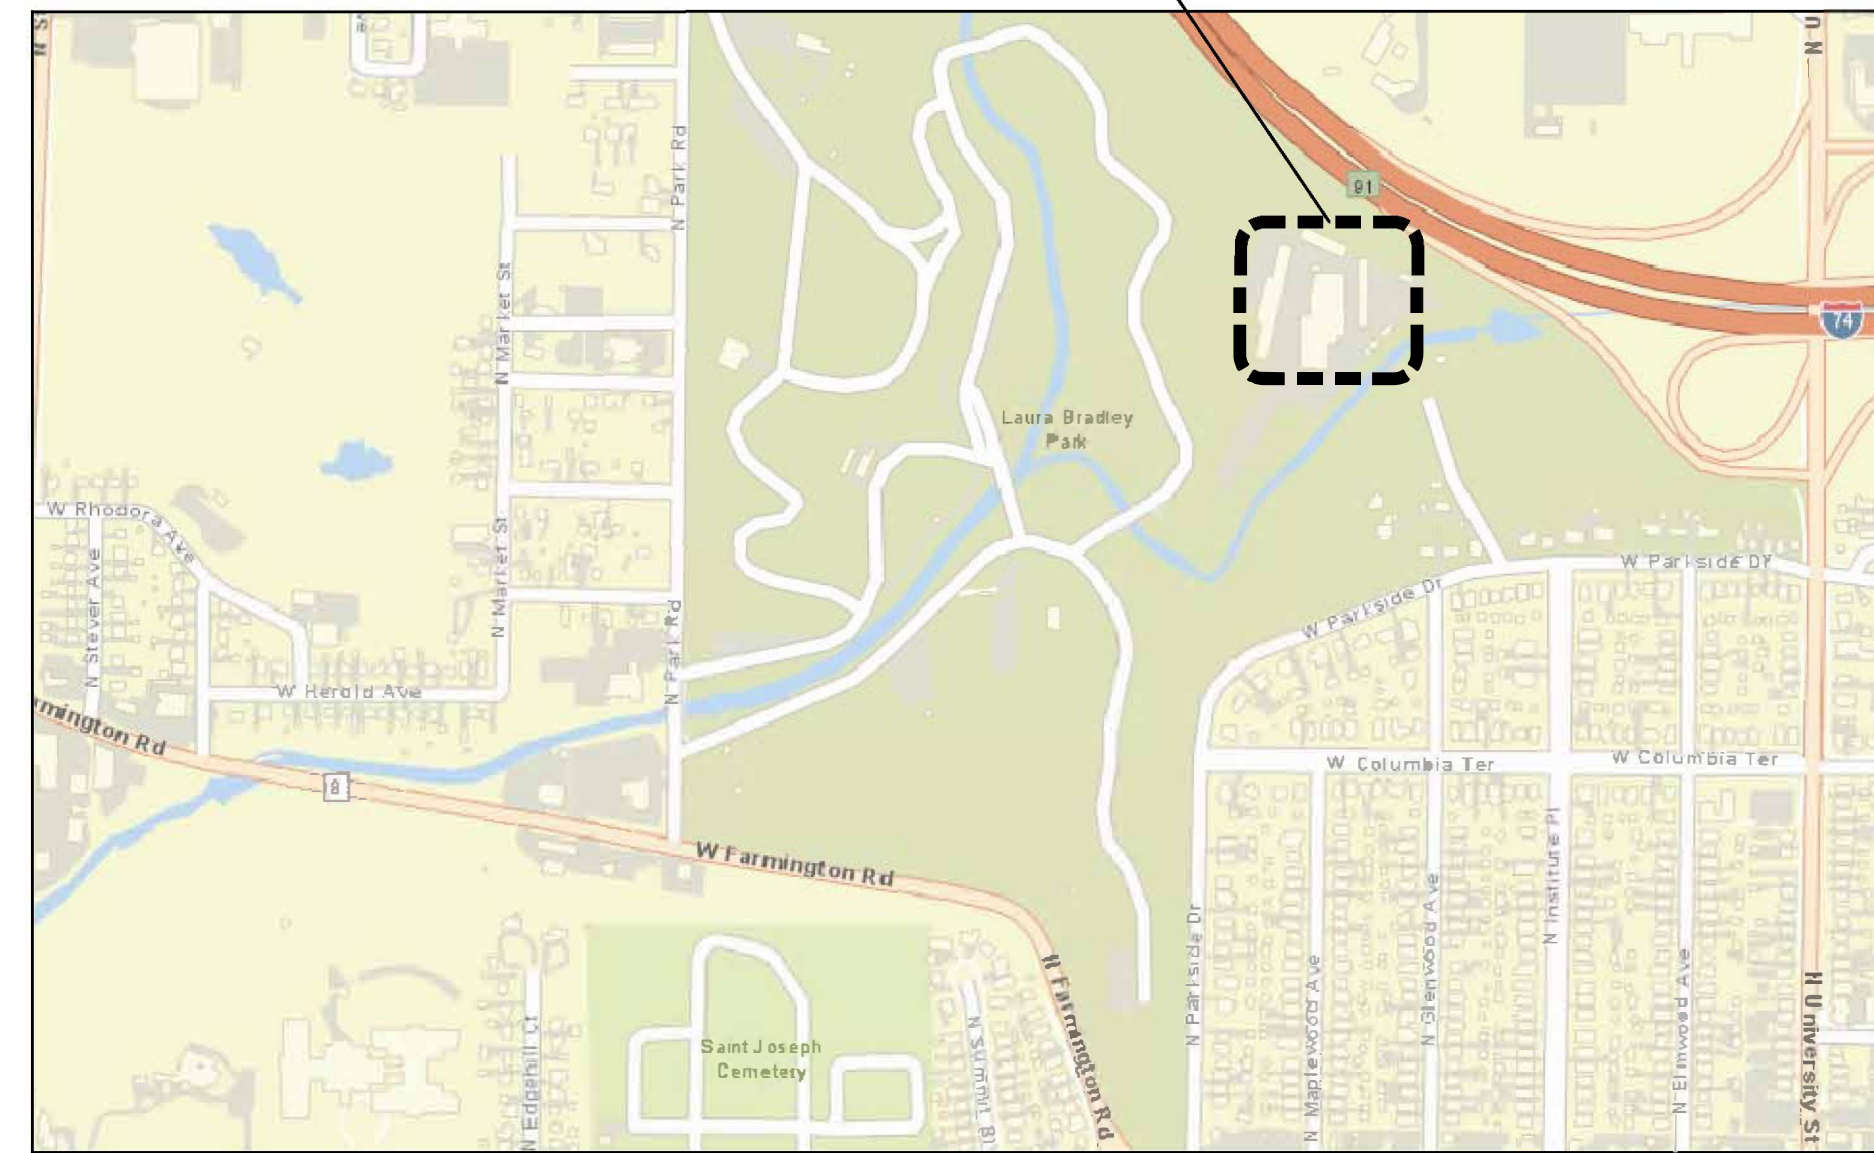 N Park Rd
91
N Market St
74
Laura Bradley
Park
W Rhodora Ave
N Market St
N Stever Ave
W Parkside Dr
W Parkside Dr
N Park Rd
W Herold Ave
rmington Rd
8
W Columbia Ter
W Columbia Ter
W Farmington Rd
N Institute Pl
N Parkside Dr
N Glenwood Ave
N Maplewood Ave
N Elmwood Ave
N University St
N Farmington Rd
Saint Joseph
Cemetery
N Edgehill Ct
N Summit Bl
N S
U N